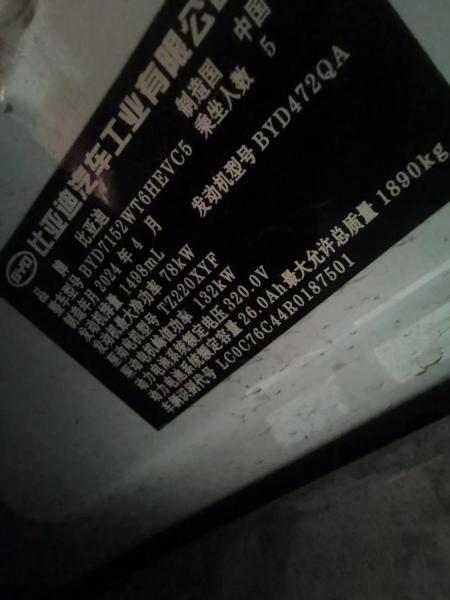 BYD 比亚迪汽车工业有限公
品牌 比亚迪 制造国 中国
整车型号 BYD7152WT6HEVC5 乘坐人数 5
制造年月 2024 年 4 月 发动机型号 BYD472QA
发动机排量 1498mL
发动机最大净功率 78kW
驱动电机型号 TZ220XYF
驱动电机峰值功率 132kW
动力电池系统额定电压 320.0V
动力电池系统额定容量 26.0Ah 最大允许总质量 1890kg
车辆识别代号 LC0C76C44R0187501